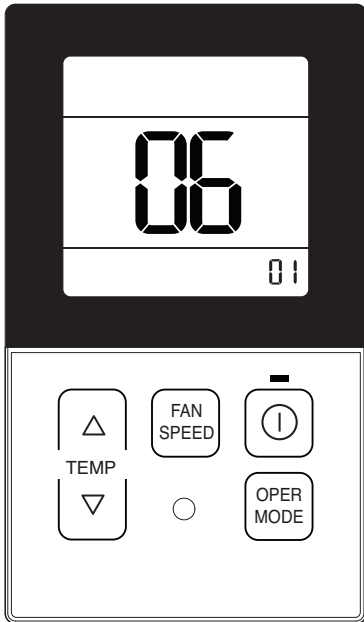 06
01
FAN
SPEED
TEMP
OPER
MODE